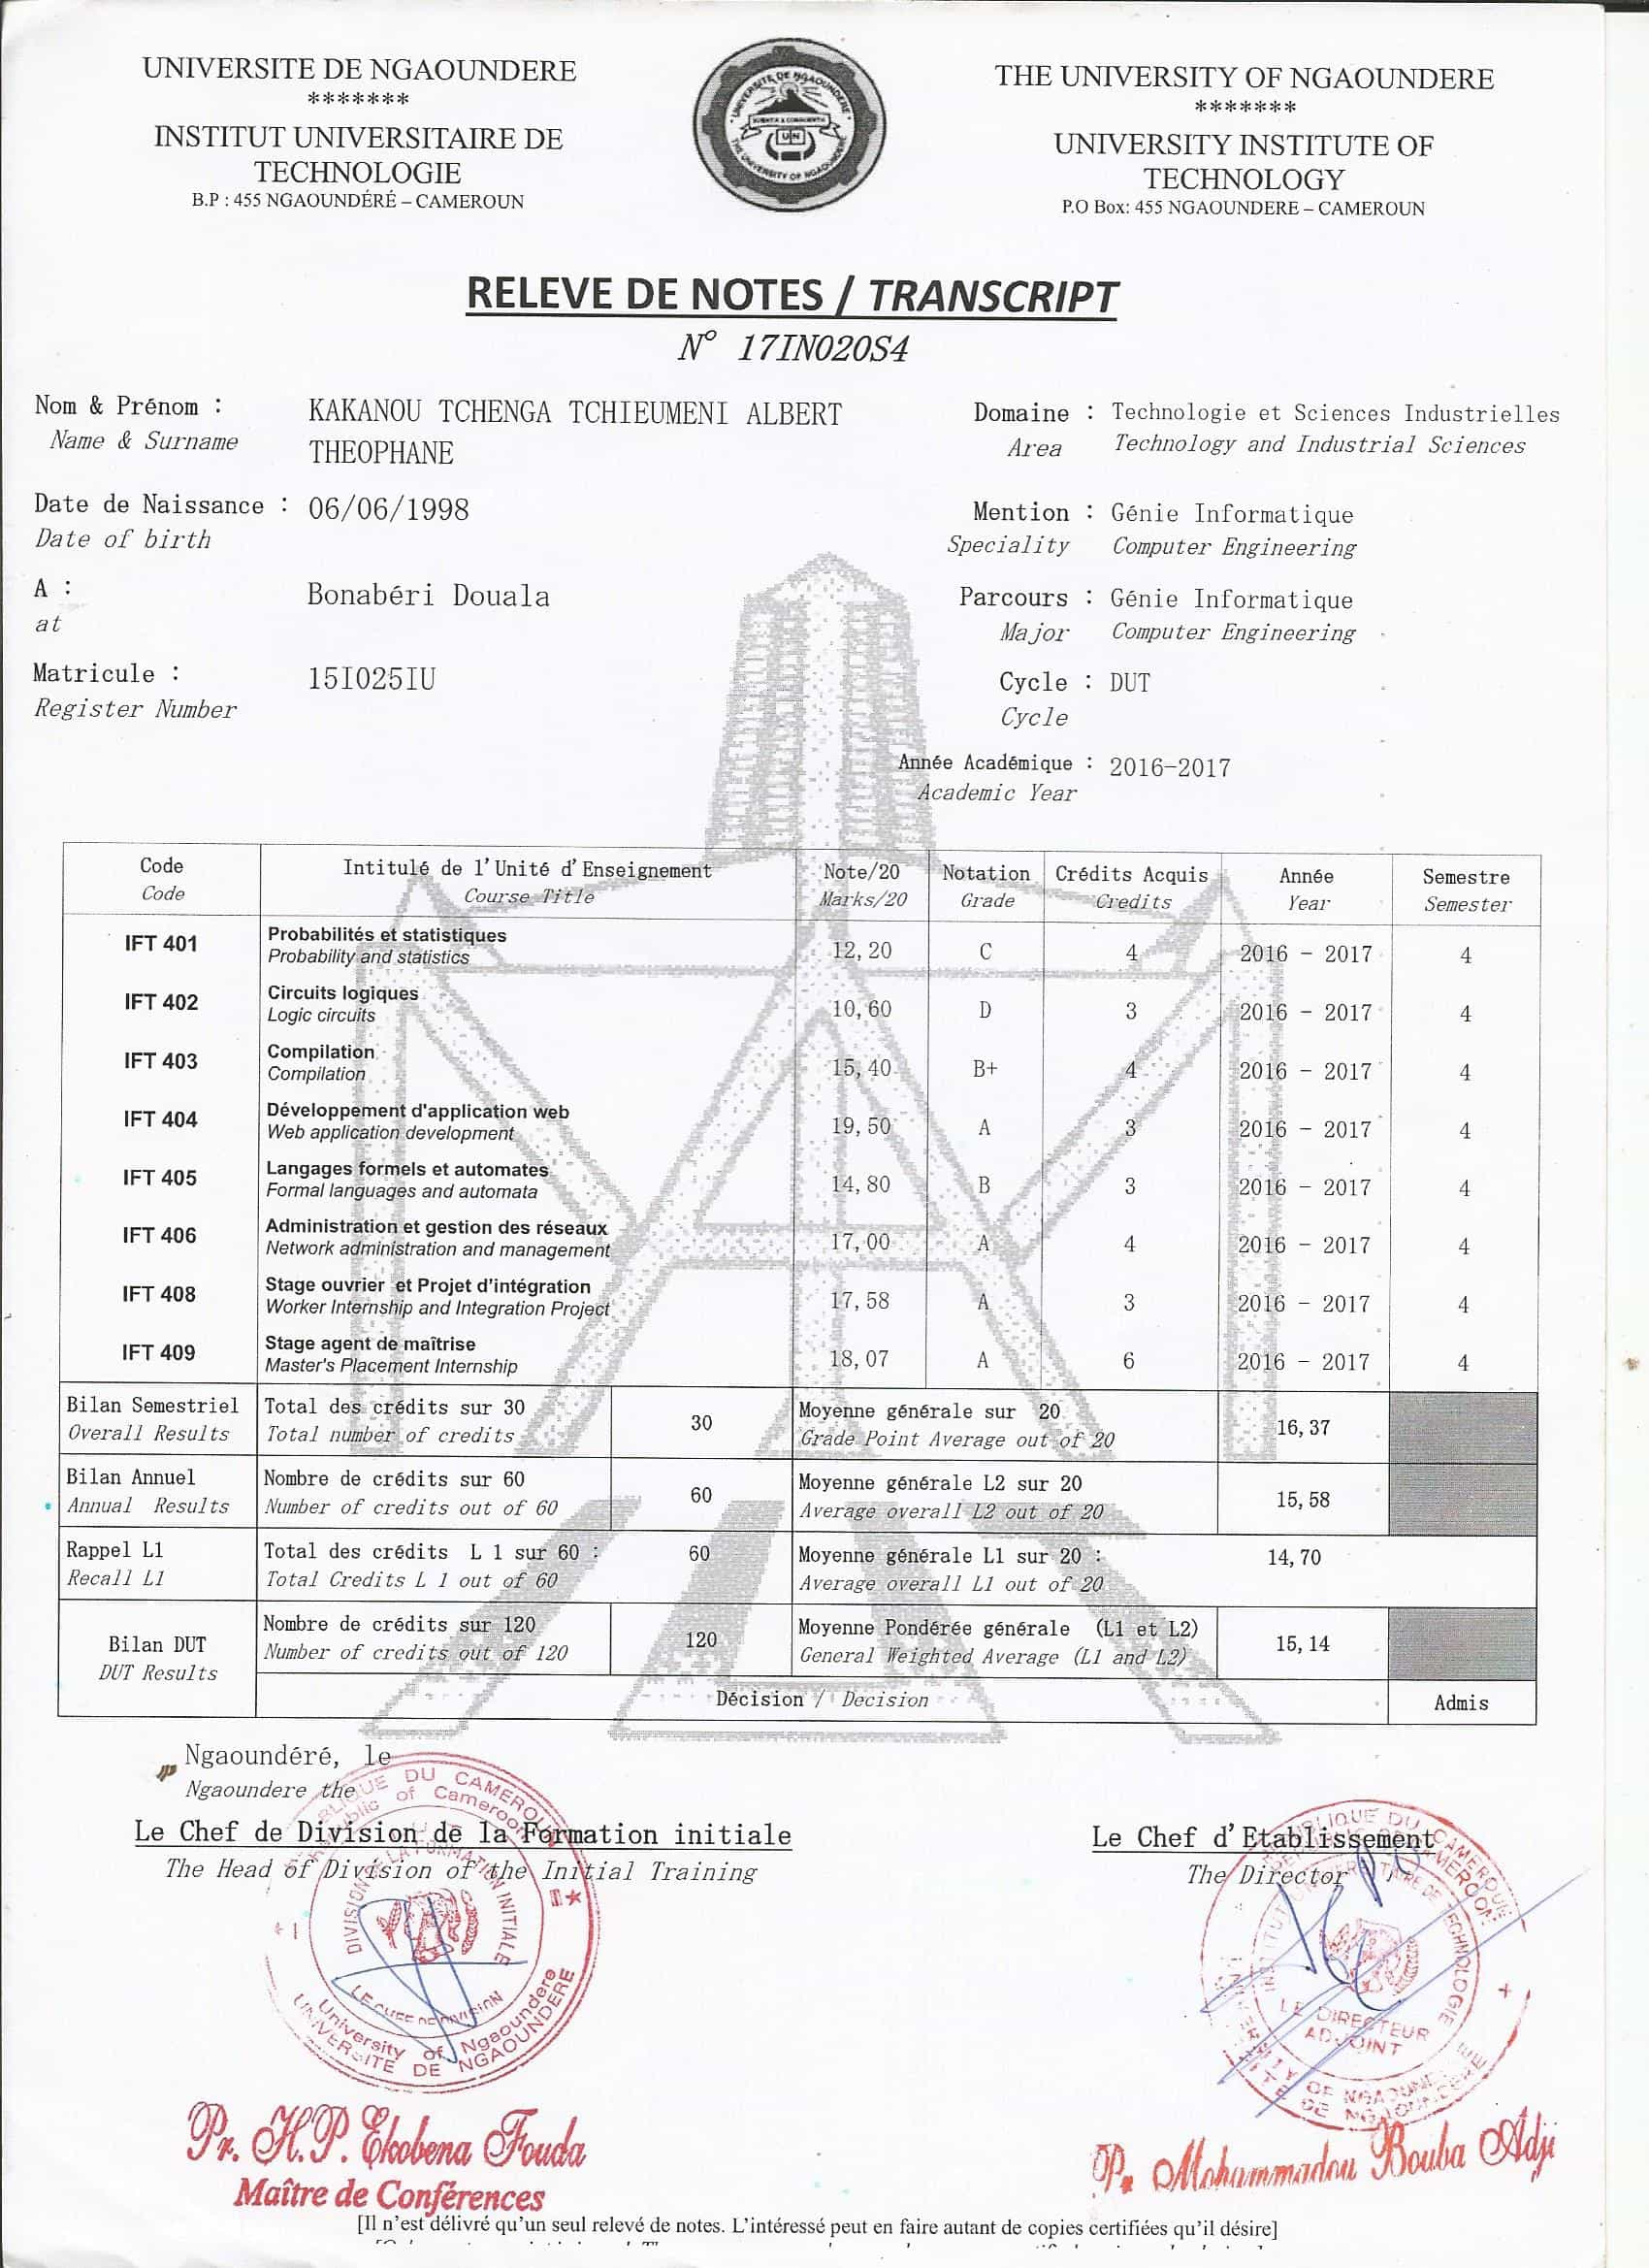 UNIVERSITE DE NGAOUNDERE
*******
INSTITUT UNIVERSITAIRE DE
TECHNOLOGIE
B.P : 455 NGAOUNDÉRÉ – CAMEROUN
UNIVERSITE DE NGAOUNDERE
THE UNIVERSITY OF NGAOUNDERE
THE UNIVERSITY OF NGAOUNDERE
*******
UNIVERSITY INSTITUTE OF
TECHNOLOGY
P.O Box: 455 NGAOUNDERE – CAMEROUN
RELEVE DE NOTES / TRANSCRIPT
N° 17IN020S4
Nom & Prénom : KAKANOU TCHENGA TCHIEUMENI ALBERT
Name & Surname THEOPHANE
Date de Naissance : 06/06/1998
Date of birth
A : Bonabéri Douala
at
Matricule : 15I025IU
Register Number
Domaine : Technologie et Sciences Industrielles
Area Technology and Industrial Sciences
Mention : Génie Informatique
Speciality Computer Engineering
Parcours : Génie Informatique
Major Computer Engineering
Cycle : DUT
Cycle
Année Académique : 2016-2017
Academic Year
Code Intitulé de l'Unité d'Enseignement Note/20 Notation Crédits Acquis Année Semestre
Code Course Title Marks/20 Grade Credits Year Semester
IFT 401 Probabilités et statistiques 12,20 C 4 2016 - 2017 4
Probability and statistics
IFT 402 Circuits logiques 10,60 D 3 2016 - 2017 4
Logic circuits
IFT 403 Compilation 15,40 B+ 4 2016 - 2017 4
Compilation
IFT 404 Développement d'application web 19,50 A 3 2016 - 2017 4
Web application development
IFT 405 Langages formels et automates 14,80 B 3 2016 - 2017 4
Formal languages and automata
IFT 406 Administration et gestion des réseaux 17,00 A 4 2016 - 2017 4
Network administration and management
IFT 408 Stage ouvrier et Projet d'intégration 17,58 A 3 2016 - 2017 4
Worker Internship and Integration Project
IFT 409 Stage agent de maîtrise 18,07 A 6 2016 - 2017 4
Master's Placement Internship
Bilan Semestriel Total des crédits sur 30 30 Moyenne générale sur 20 16,37
Overall Results Total number of credits Grade Point Average out of 20
Bilan Annuel Nombre de crédits sur 60 60 Moyenne générale L2 sur 20 15,58
Annual Results Number of credits out of 60 Average overall L2 out of 20
Rappel L1 Total des crédits L 1 sur 60 : 60 Moyenne générale L1 sur 20 : 14,70
Recall L1 Total Credits L 1 out of 60 Average overall L1 out of 20
Bilan DUT Nombre de crédits sur 120 120 Moyenne Pondérée générale (L1 et L2) 15,14
DUT Results Number of credits out of 120 General Weighted Average (L1 and L2)
Décision / Decision Admis
Ngaoundéré, le
Ngaoundere the
Le Chef de Division de la Formation initiale
The Head of Division of the Initial Training
Le Chef d'Etablissement
The Director
DU CAMEROUN
of Cameroon
DIVISION DE LA FORMATION INITIALE
LE CHEF DE DIVISION
University of Ngaoundere
UNIVERSITE DE NGAOUNDERE
REPUBLIQUE DU CAMEROUN
TECHNOLOGIE
LE DIRECTEUR
ADJOINT
OF NGAOUNDERE
DE NGAOUNDERE
Pr. H.P. Ekobena Fouda
Maître de Conférences
Pr Mohammadou Bouba Adji
[Il n'est délivré qu'un seul relevé de notes. L'intéressé peut en faire autant de copies certifiées qu'il désire]